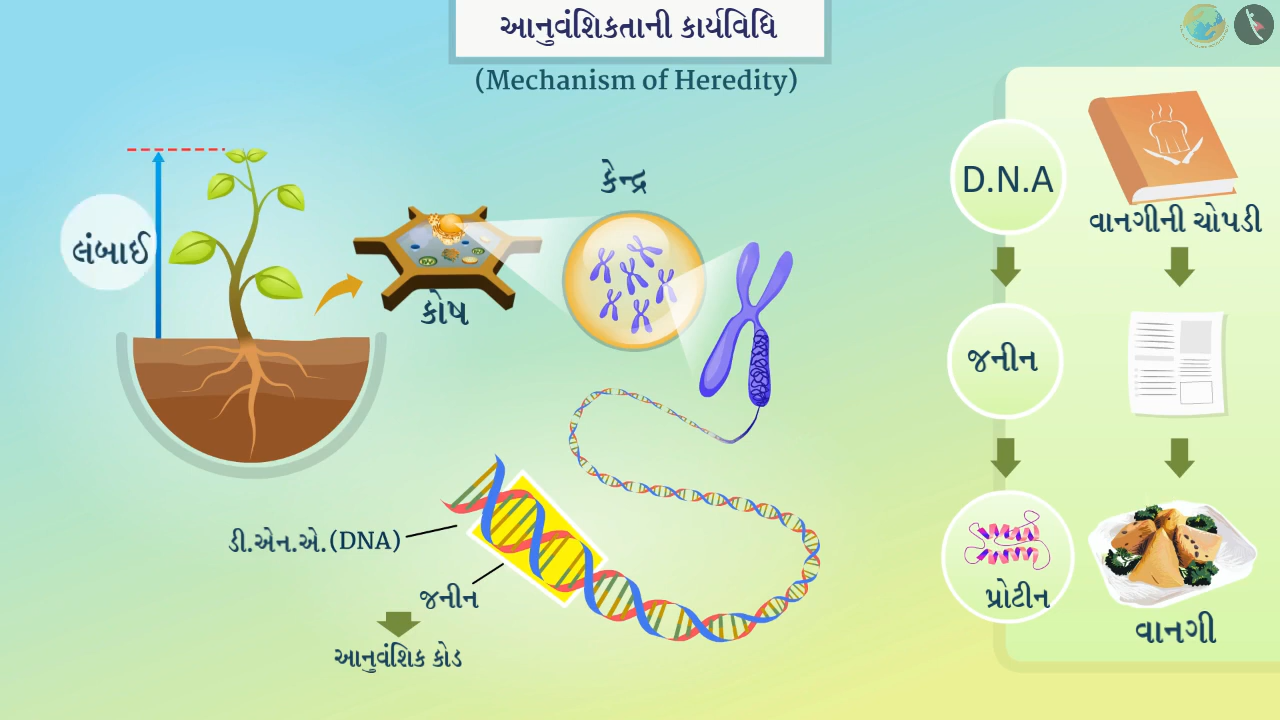 આનુવંશિકતાની કાર્યવિધિ
(Mechanism of Heredity)
લંબાઈ
કોષ
કેન્દ્ર
ડી.એન.એ.(DNA)
જનીન
આનુવંશિક કોડ
D.N.A
વાનગીની ચોપડી
જનીન
પ્રોટીન
વાનગી